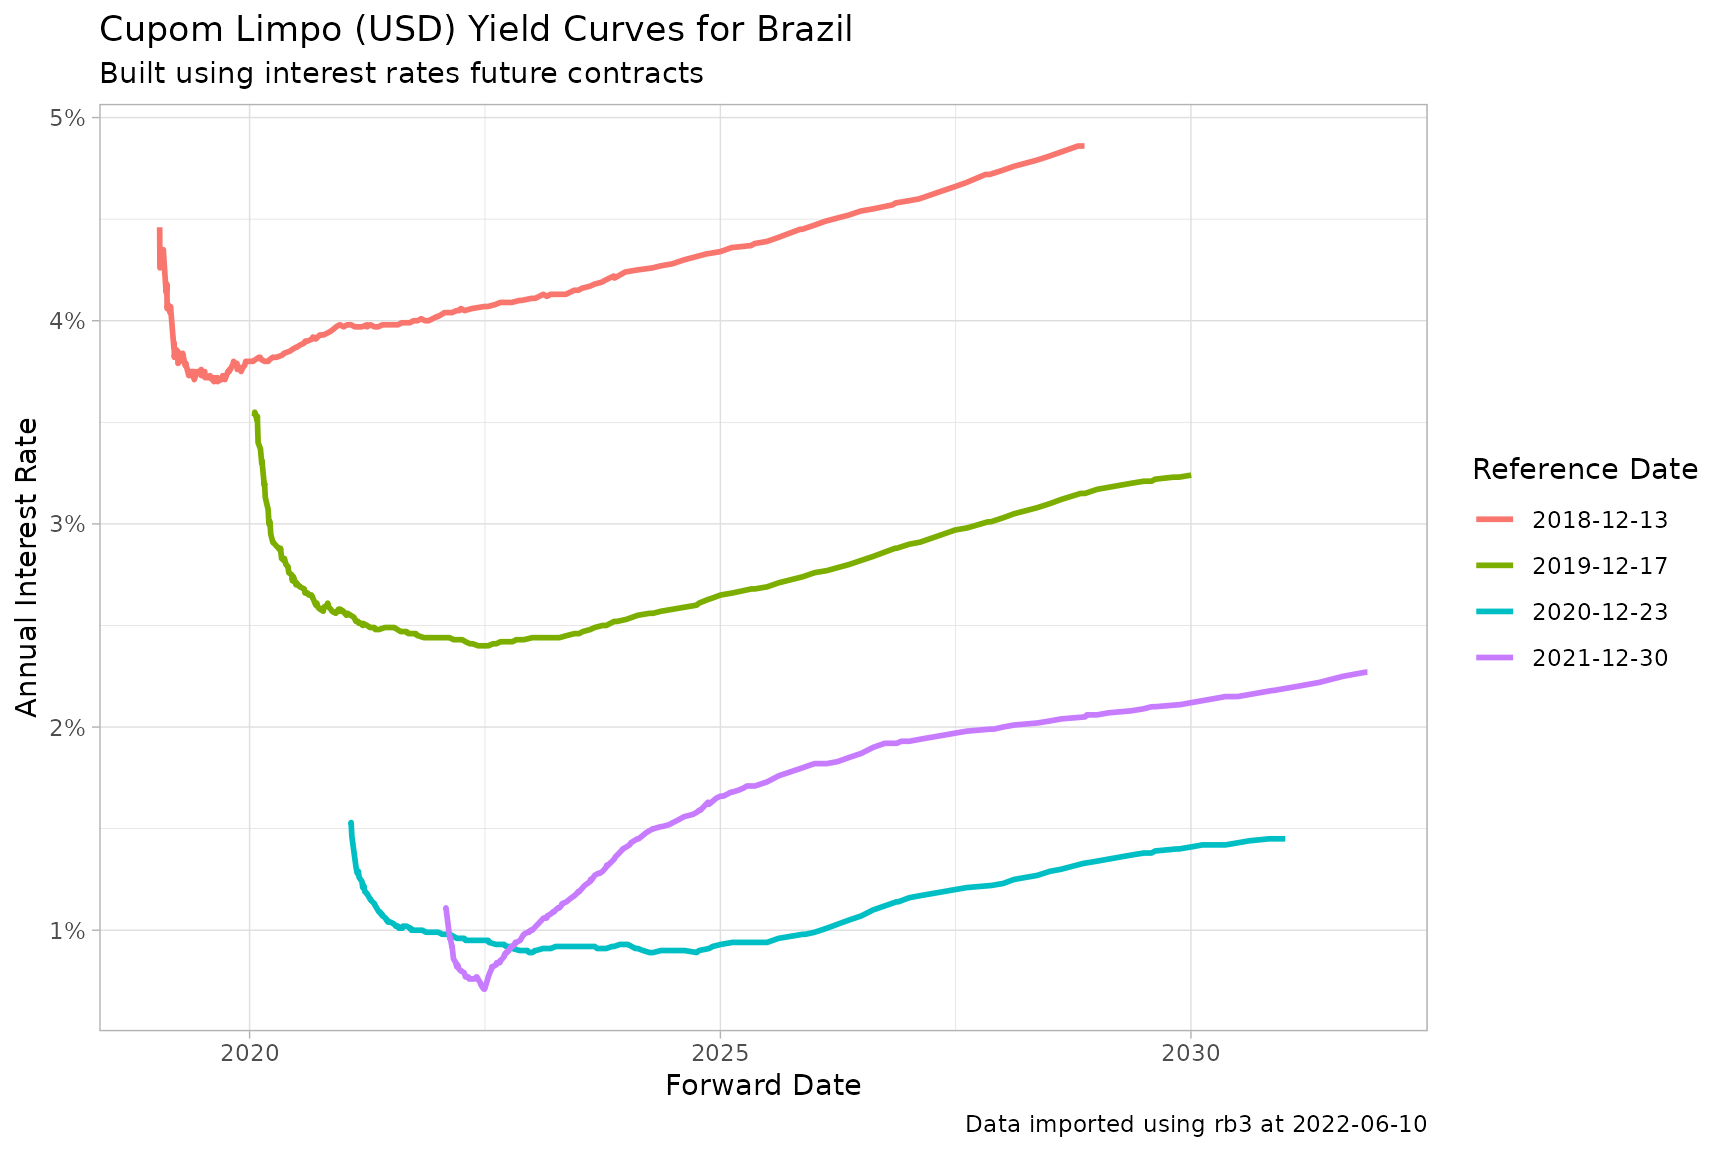 Cupom Limpo (USD) Yield Curves for Brazil
Built using interest rates future contracts
5%
4%
3%
2%
1%
Annual Interest Rate
2020
2025
2030
Forward Date
Reference Date
2018-12-13
2019-12-17
2020-12-23
2021-12-30
Data imported using rb3 at 2022-06-10